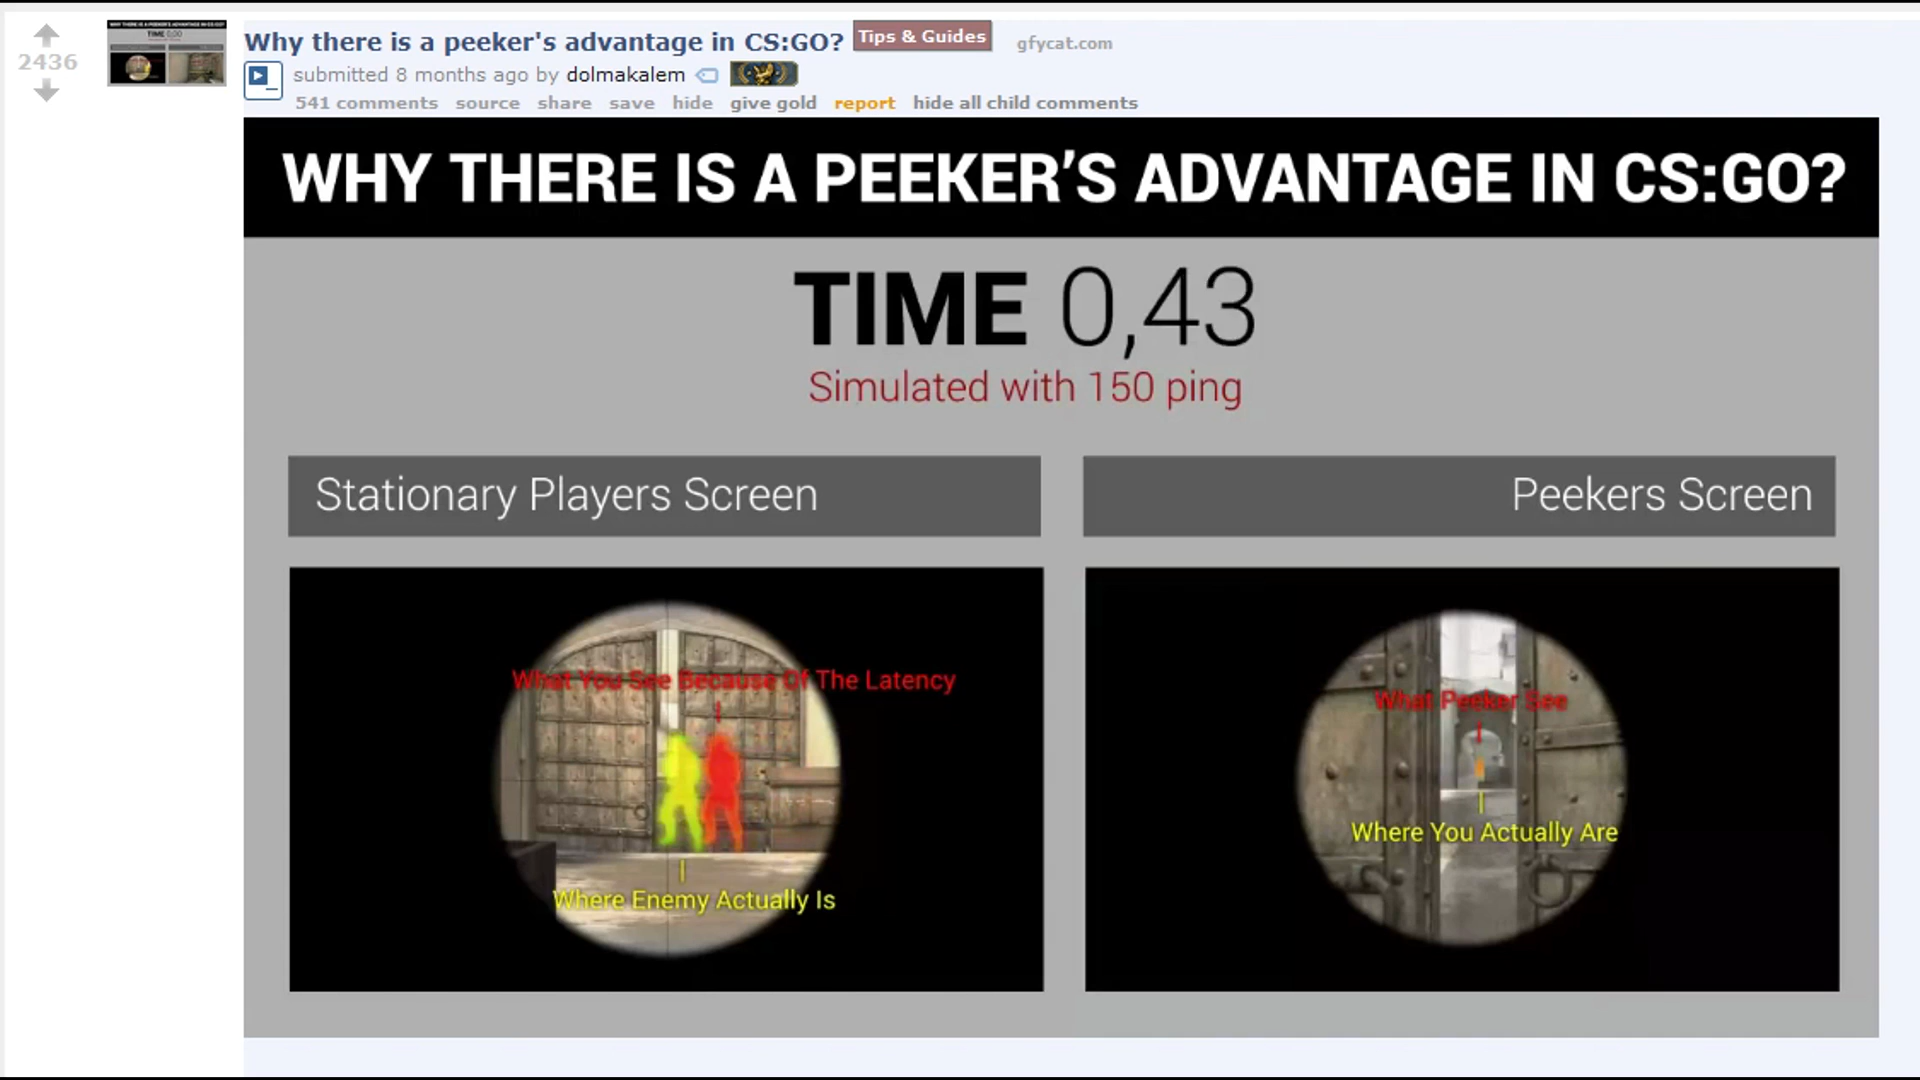 2436
Why there is a peeker's advantage in CS:GO? Tips & Guides gfycat.com
submitted 8 months ago by dolmakalem
541 comments source share save hide give gold report hide all child comments
WHY THERE IS A PEEKER'S ADVANTAGE IN CS:GO?
TIME 0,43
Simulated with 150 ping
Stationary Players Screen
Peekers Screen
What You See Because Of The Latency
Where Enemy Actually Is
What Peeker See
Where You Actually Are